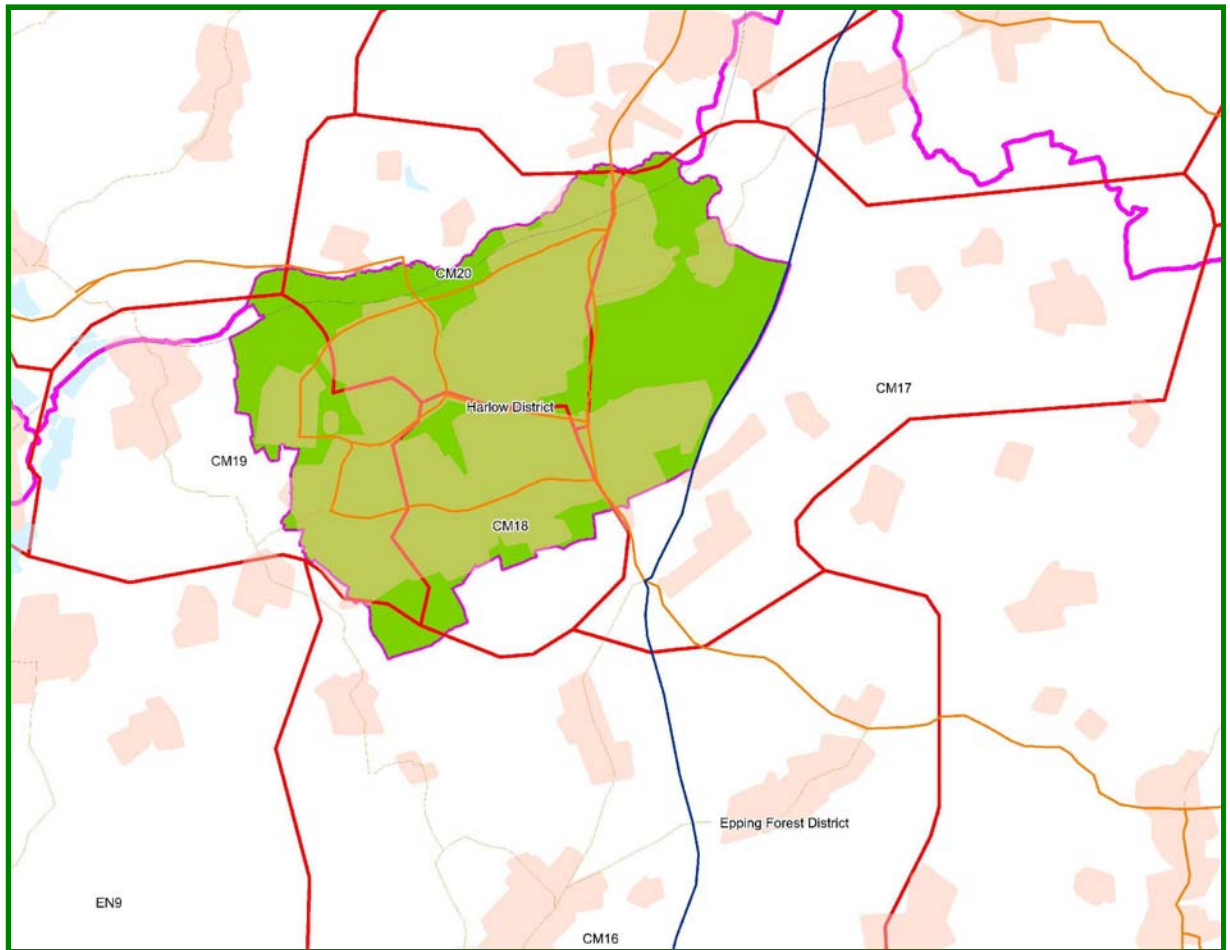 CM20
CM17
Harlow District
CM19
CM18
Epping Forest District
EN9
CM16